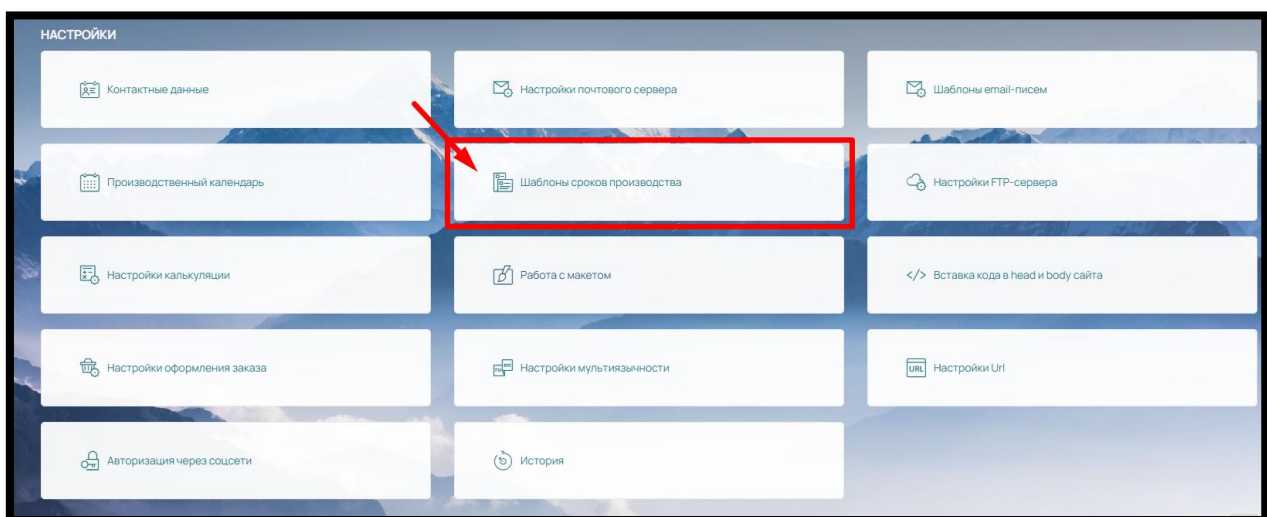 НАСТРОЙКИ
Контактные данные
Настройки почтового сервера
Шаблоны email-писем
Производственный календарь
Шаблоны сроков производства
Настройки FTP-сервера
Настройки калькуляции
Работа с макетом
</> Вставка кода в head и body сайта
Настройки оформления заказа
ru en Настройки мультиязычности
URL Настройки Url
Авторизация через соцсети
История